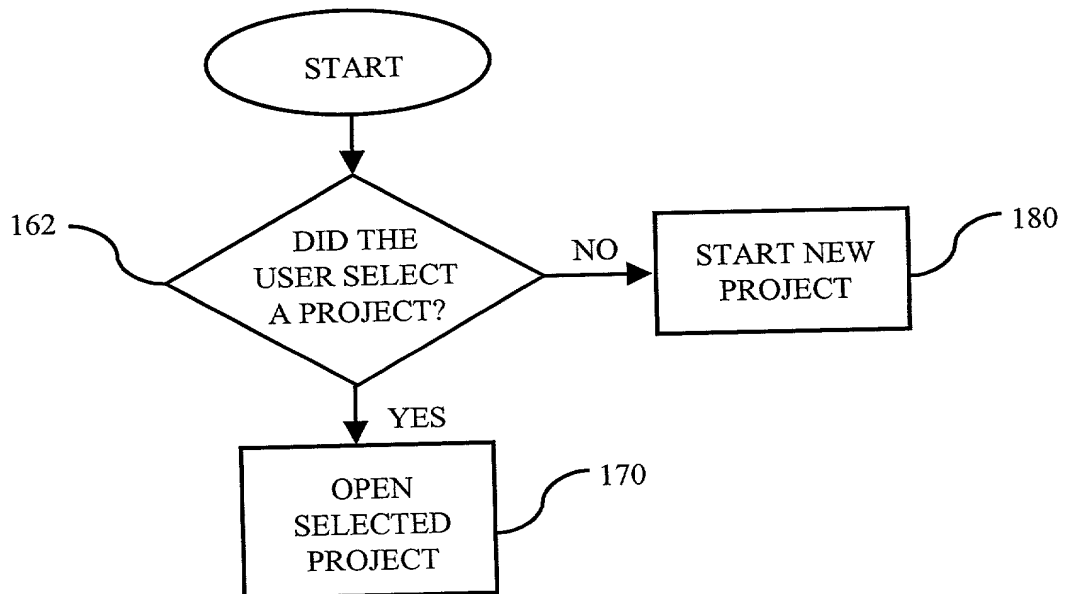 START
162
DID THE
USER SELECT
A PROJECT?
NO
START NEW
PROJECT
180
YES
OPEN
SELECTED
PROJECT
170